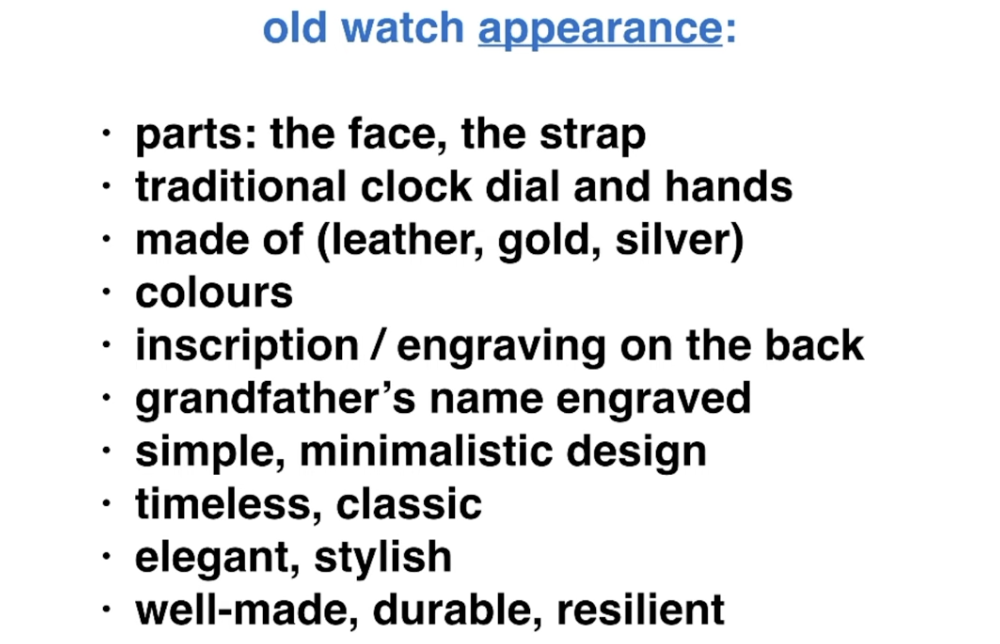 old watch appearance:
· parts: the face, the strap
· traditional clock dial and hands
· made of (leather, gold, silver)
· colours
· inscription / engraving on the back
· grandfather’s name engraved
· simple, minimalistic design
· timeless, classic
· elegant, stylish
· well-made, durable, resilient